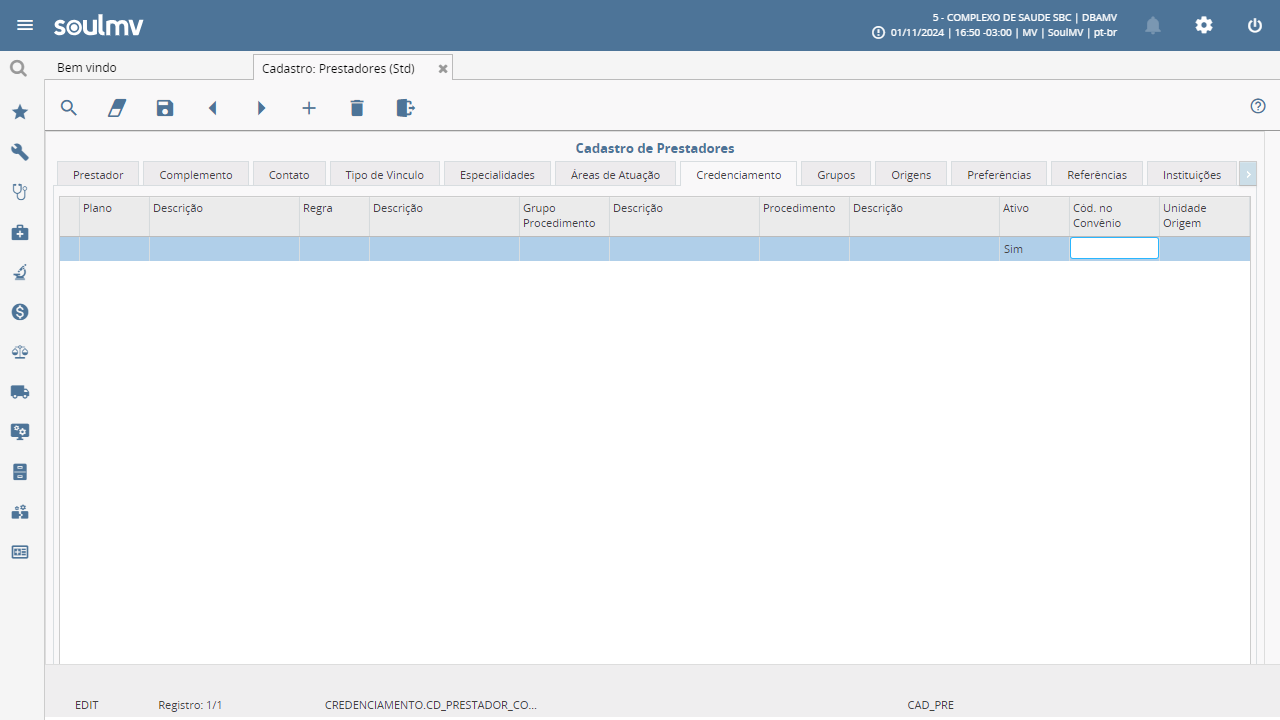 soulmv
5 - COMPLEXO DE SAUDE SBC | DBAMV
01/11/2024 | 16:50 -03:00 | MV | SoulMV | pt-br
Bem vindo
Cadastro: Prestadores (Std)
Cadastro de Prestadores
Prestador Complemento Contato Tipo de Vinculo Especialidades Áreas de Atuação Credenciamento Grupos Origens Preferências Referências Instituições
Plano Descrição Regra Descrição Grupo Procedimento Descrição Procedimento Descrição Ativo Cód. no Convênio Unidade Origem
Sim
EDIT Registro: 1/1 CREDENCIAMENTO.CD_PRESTADOR_CO... CAD_PRE